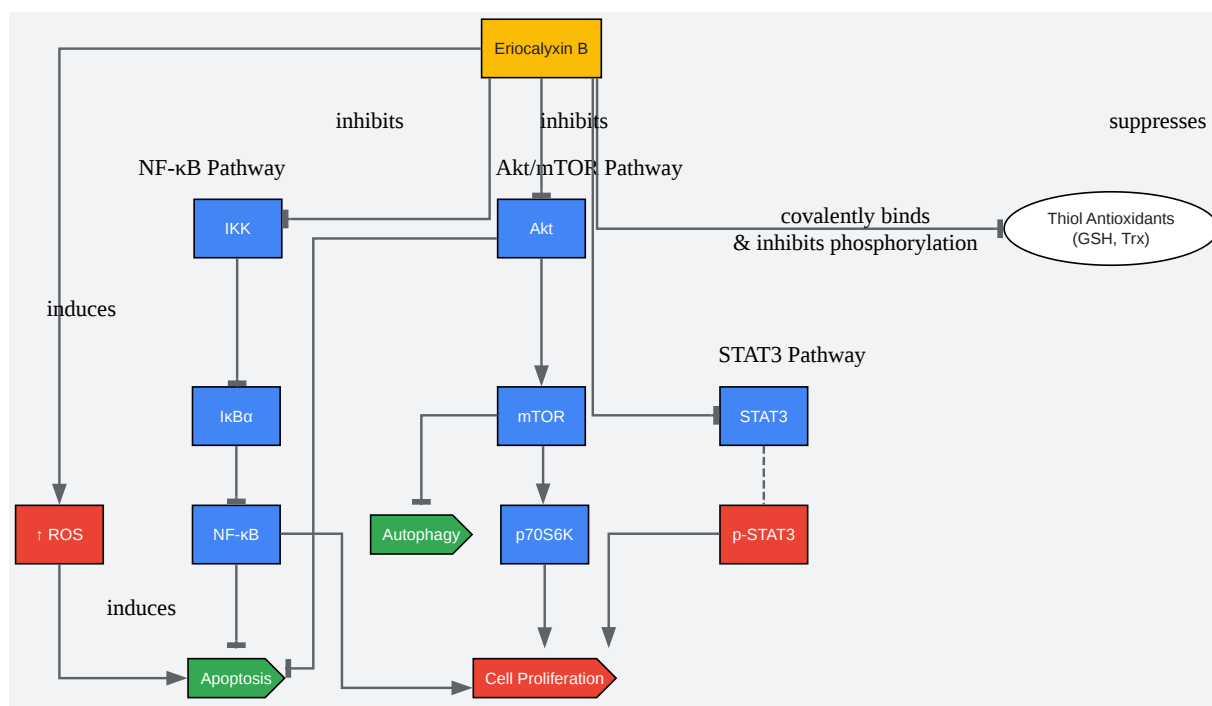 Eriocalyxin B
inhibits
inhibits
suppresses
NF-κB Pathway
Akt/mTOR Pathway
IKK
Akt
covalently binds
& inhibits phosphorylation
Thiol Antioxidants
(GSH, Trx)
induces
STAT3 Pathway
IκBα
mTOR
STAT3
↑ ROS
NF-κB
Autophagy
p70S6K
p-STAT3
induces
Apoptosis
Cell Proliferation